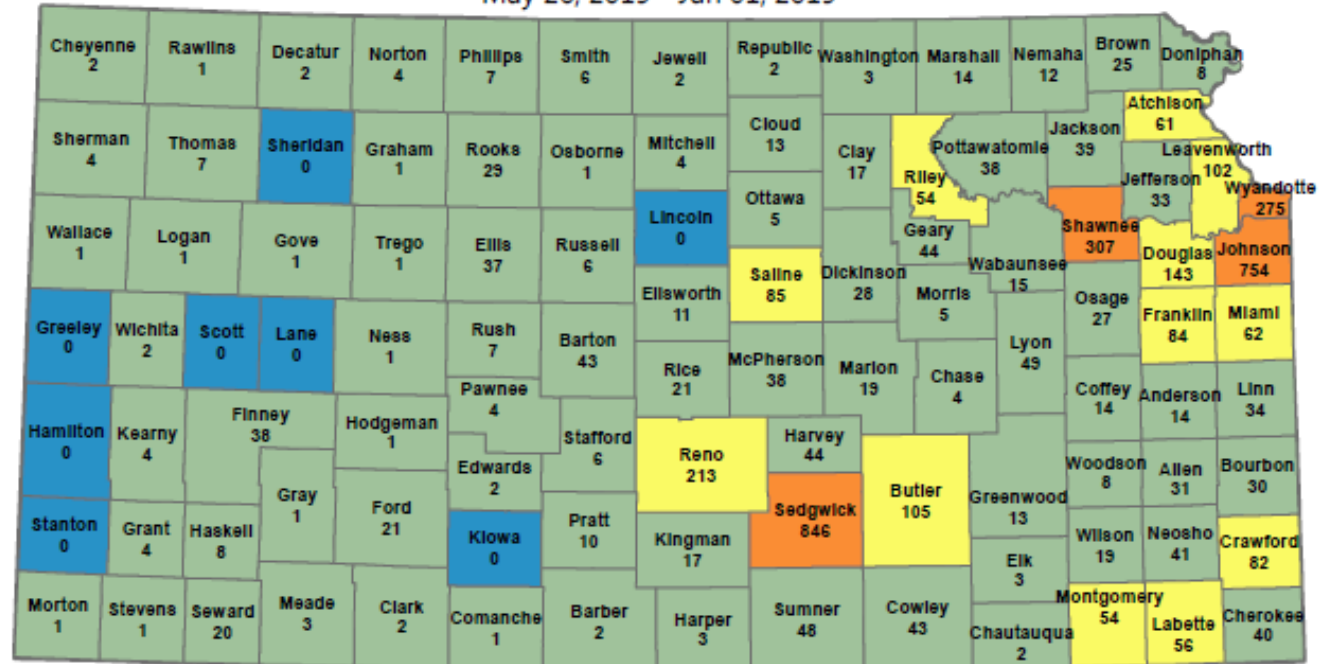 May 26, 2019 - Jun 01, 2019
Cheyenne
2
Rawlins
1
Decatur
2
Norton
4
Phillips
7
Smith
6
Jewell
2
Republic
2
Washington
3
Marshall
14
Nemaha
12
Brown
25
Doniphan
8
Sherman
4
Thomas
7
Sheridan
0
Graham
1
Rooks
29
Osborne
1
Mitchell
4
Cloud
13
Clay
17
Riley
54
Pottawatomie
38
Jackson
39
Atchison
61
Jefferson
33
Leavenworth
102
Wyandotte
275
Wallace
1
Logan
1
Gove
1
Trego
1
Ellis
37
Russell
6
Lincoln
0
Ottawa
5
Saline
85
Dickinson
28
Geary
44
Wabaunsee
15
Shawnee
307
Douglas
143
Johnson
754
Greeley
0
Wichita
2
Scott
0
Lane
0
Ness
1
Rush
7
Barton
43
Ellsworth
11
Rice
21
McPherson
38
Marion
19
Morris
5
Chase
4
Lyon
49
Osage
27
Franklin
84
Miami
62
Coffey
14
Anderson
14
Linn
34
Hamilton
0
Kearny
4
Finney
38
Hodgeman
1
Pawnee
4
Stafford
6
Edwards
2
Reno
213
Harvey
44
Sedgwick
846
Butler
105
Greenwood
13
Woodson
8
Allen
31
Bourbon
30
Stanton
0
Grant
4
Haskell
8
Gray
1
Ford
21
Kiowa
0
Pratt
10
Kingman
17
Elk
3
Wilson
19
Neosho
41
Crawford
82
Morton
1
Stevens
1
Seward
20
Meade
3
Clark
2
Comanche
1
Barber
2
Harper
3
Sumner
48
Cowley
43
Chautauqua
2
Montgomery
54
Labette
56
Cherokee
40